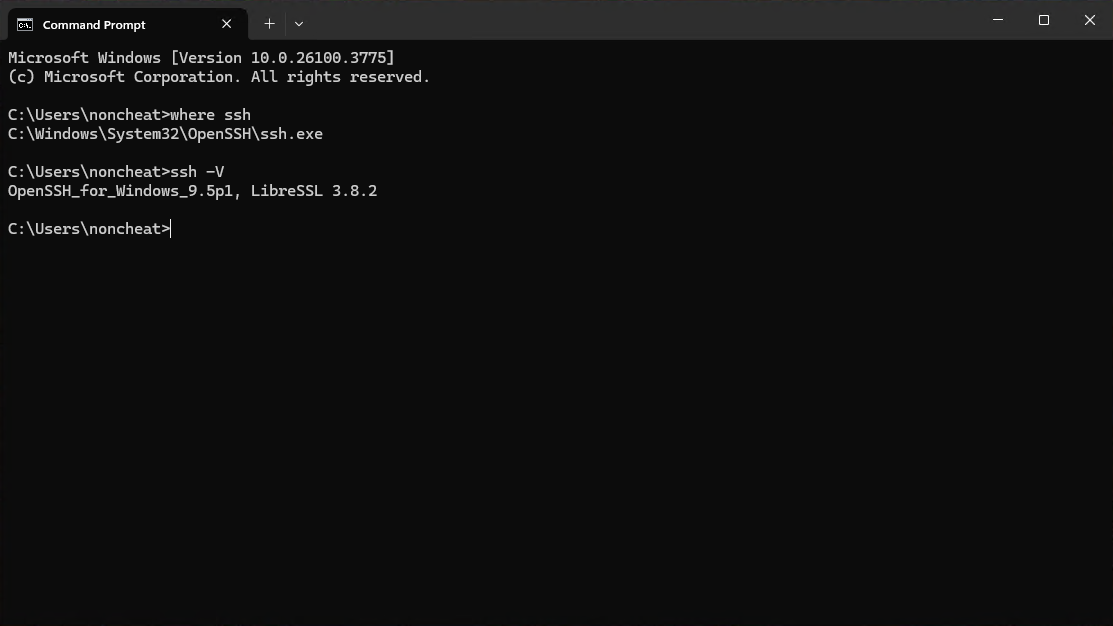 Command Prompt
Microsoft Windows [Version 10.0.26100.3775]
(c) Microsoft Corporation. All rights reserved.
C:\Users\noncheat>where ssh
C:\Windows\System32\OpenSSH\ssh.exe
C:\Users\noncheat>ssh -V
OpenSSH_for_Windows_9.5p1, LibreSSL 3.8.2
C:\Users\noncheat>